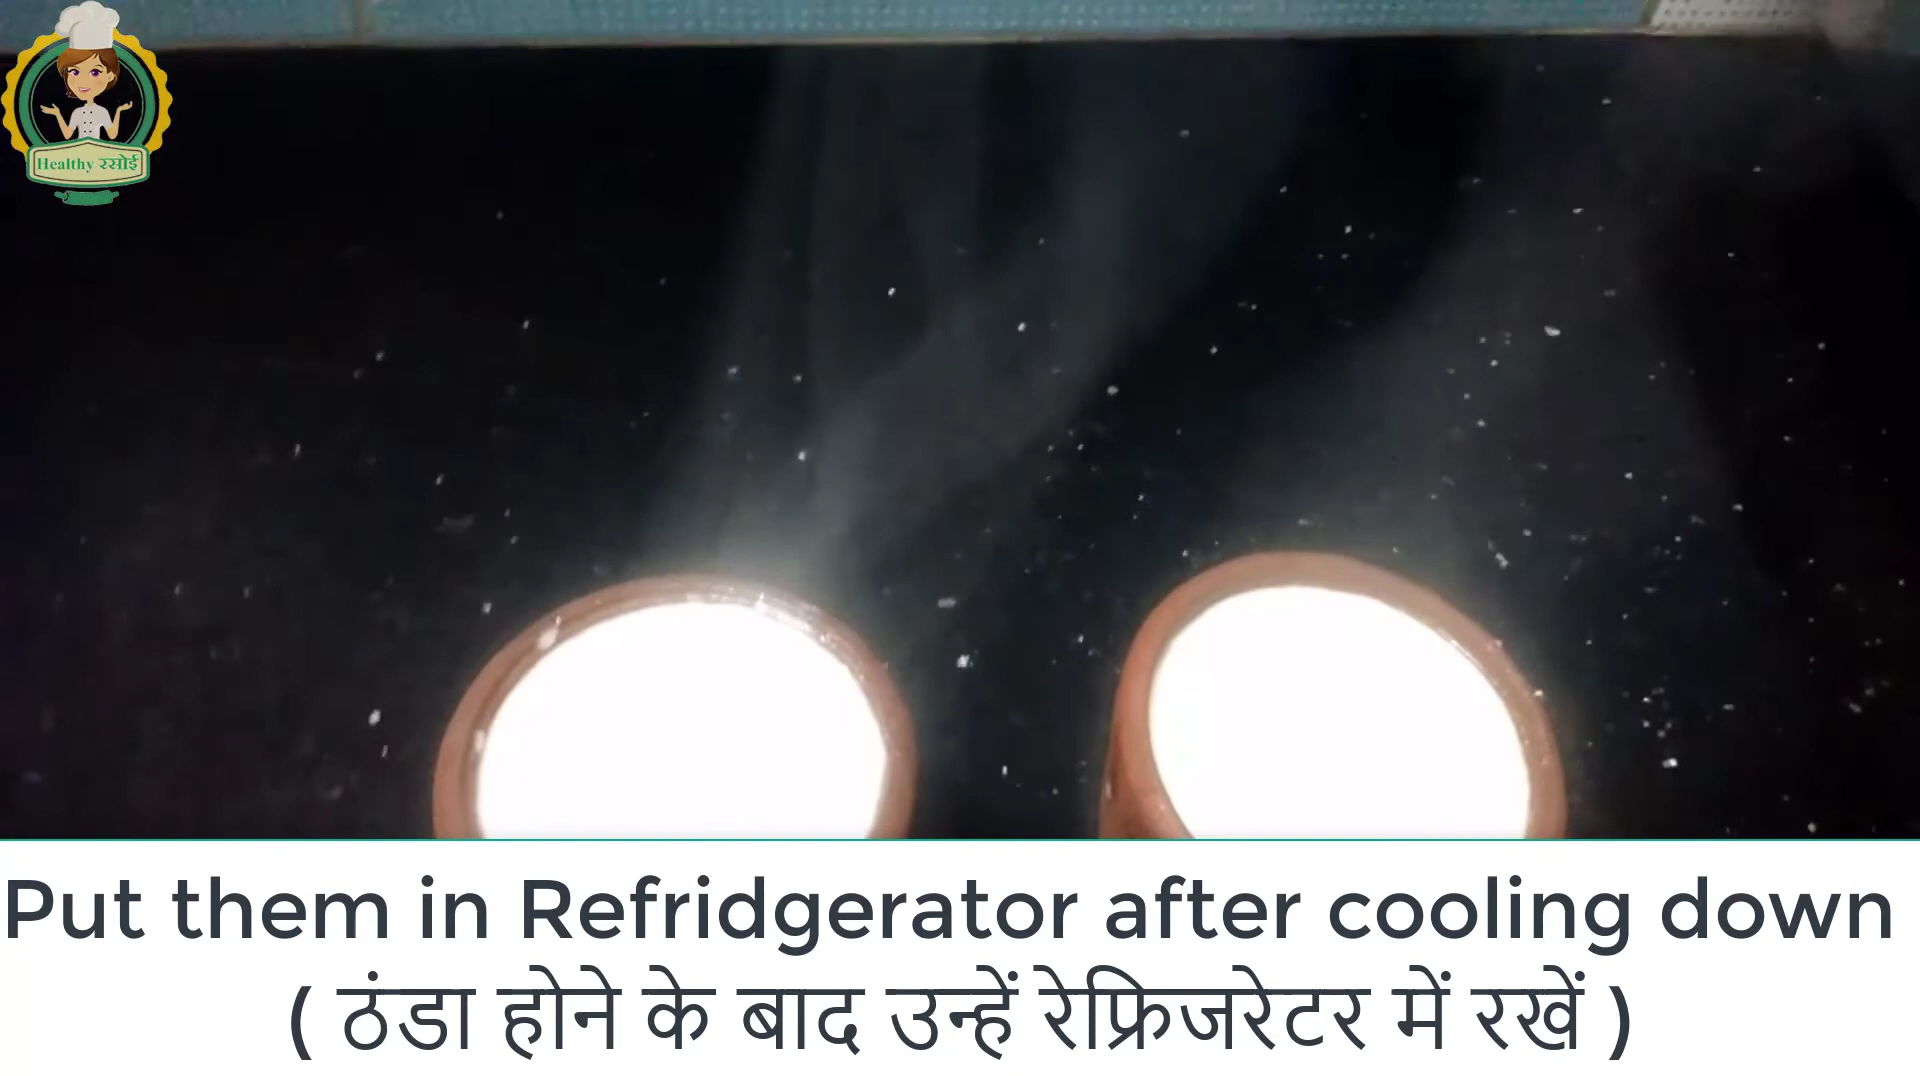 Healthy रसोई
Put them in Refridgerator after cooling down
( ठंडा होने के बाद उन्हें रेफ्रिजरेटर में रखें )